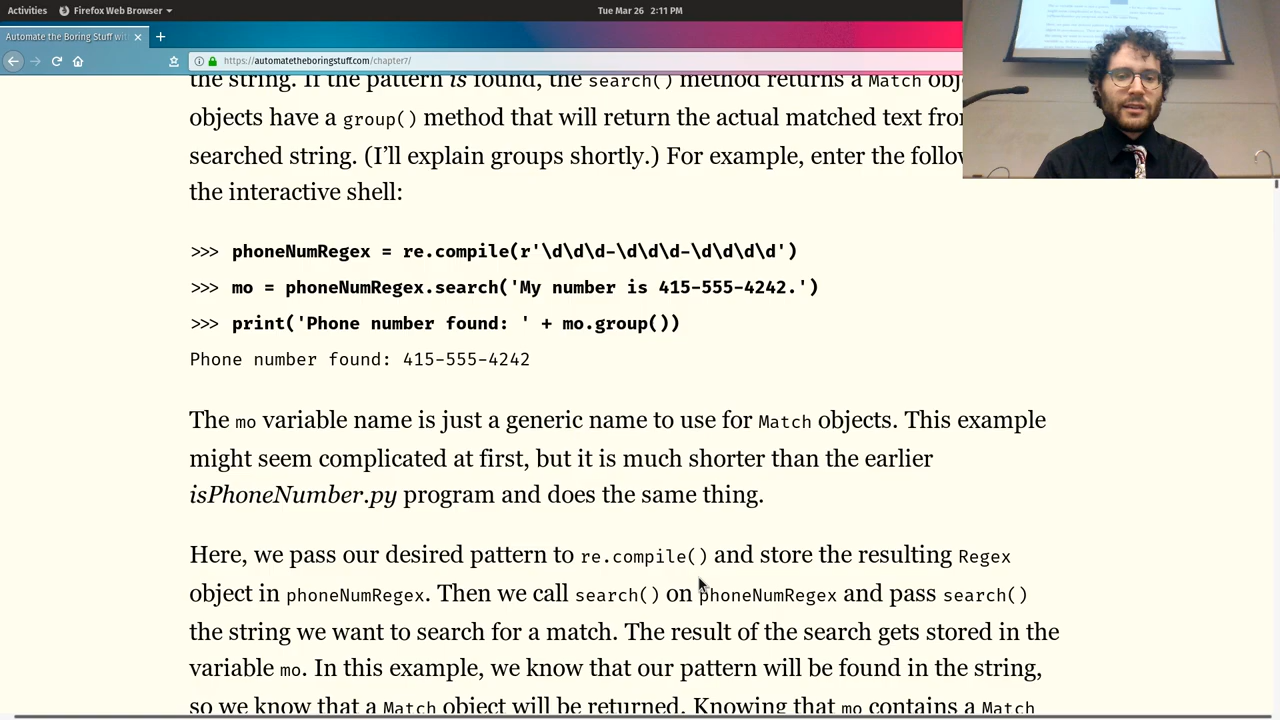 Activities Firefox Web Browser Tue Mar 26 2:11 PM
Automate the Boring Stuff wit
https://automatetheboringstuff.com/chapter7/
the string. If the pattern is found, the search() method returns a Match obj
objects have a group() method that will return the actual matched text from
searched string. (I’ll explain groups shortly.) For example, enter the follow
the interactive shell:
>>> phoneNumRegex = re.compile(r'\d\d\d-\d\d\d-\d\d\d\d')
>>> mo = phoneNumRegex.search('My number is 415-555-4242.')
>>> print('Phone number found: ' + mo.group())
Phone number found: 415-555-4242
The mo variable name is just a generic name to use for Match objects. This example
might seem complicated at first, but it is much shorter than the earlier
isPhoneNumber.py program and does the same thing.
Here, we pass our desired pattern to re.compile() and store the resulting Regex
object in phoneNumRegex. Then we call search() on phoneNumRegex and pass search()
the string we want to search for a match. The result of the search gets stored in the
variable mo. In this example, we know that our pattern will be found in the string,
so we know that a Match object will be returned. Knowing that mo contains a Match